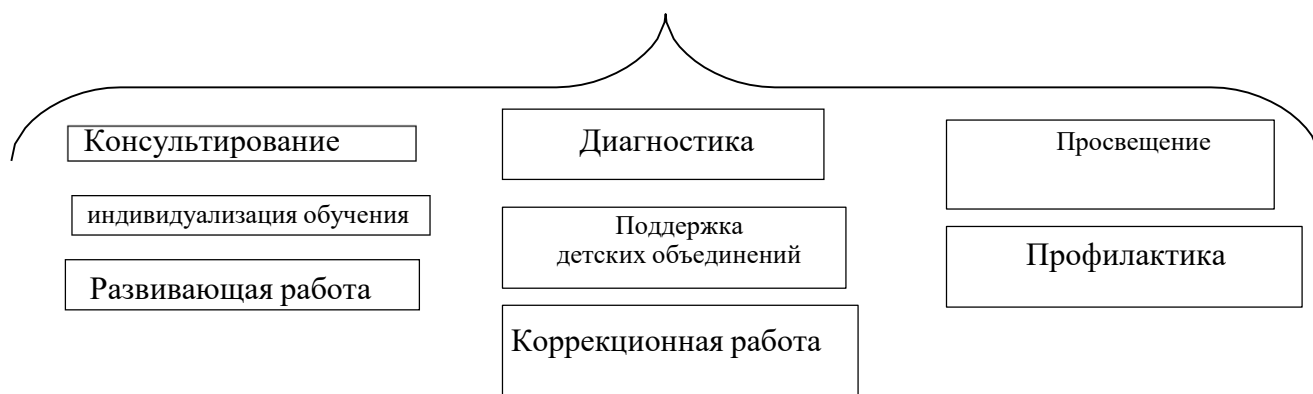 Консультирование
Диагностика
Просвещение
индивидуализация обучения
Поддержка
детских объединений
Профилактика
Развивающая работа
Коррекционная работа